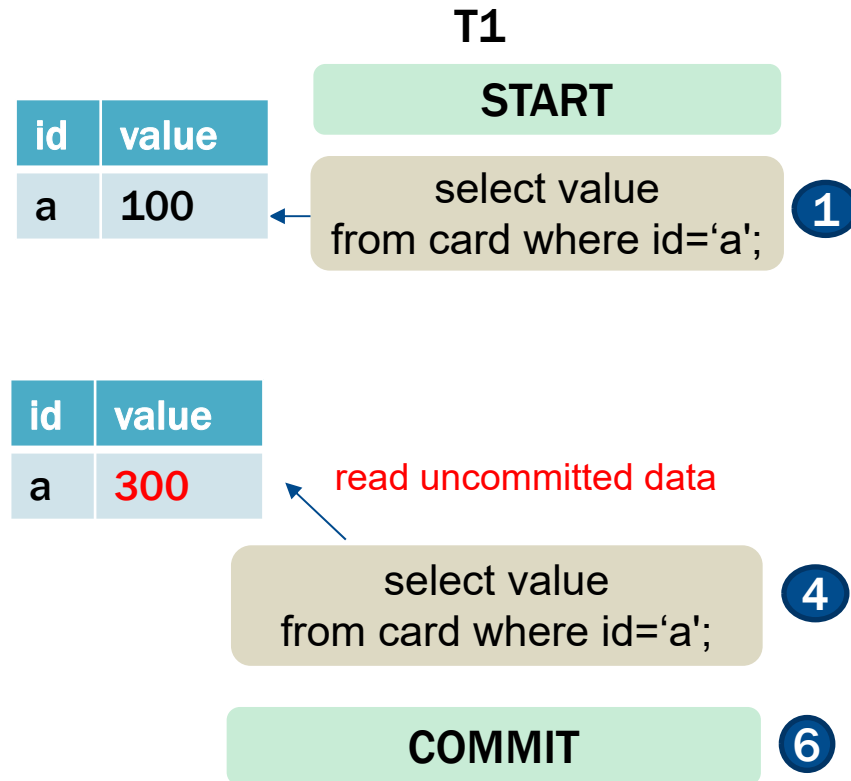 T1
START
id value
a 100
select value
from card where id=‘a';
1
id value
a 300
read uncommitted data
select value
from card where id=‘a';
4
COMMIT
6